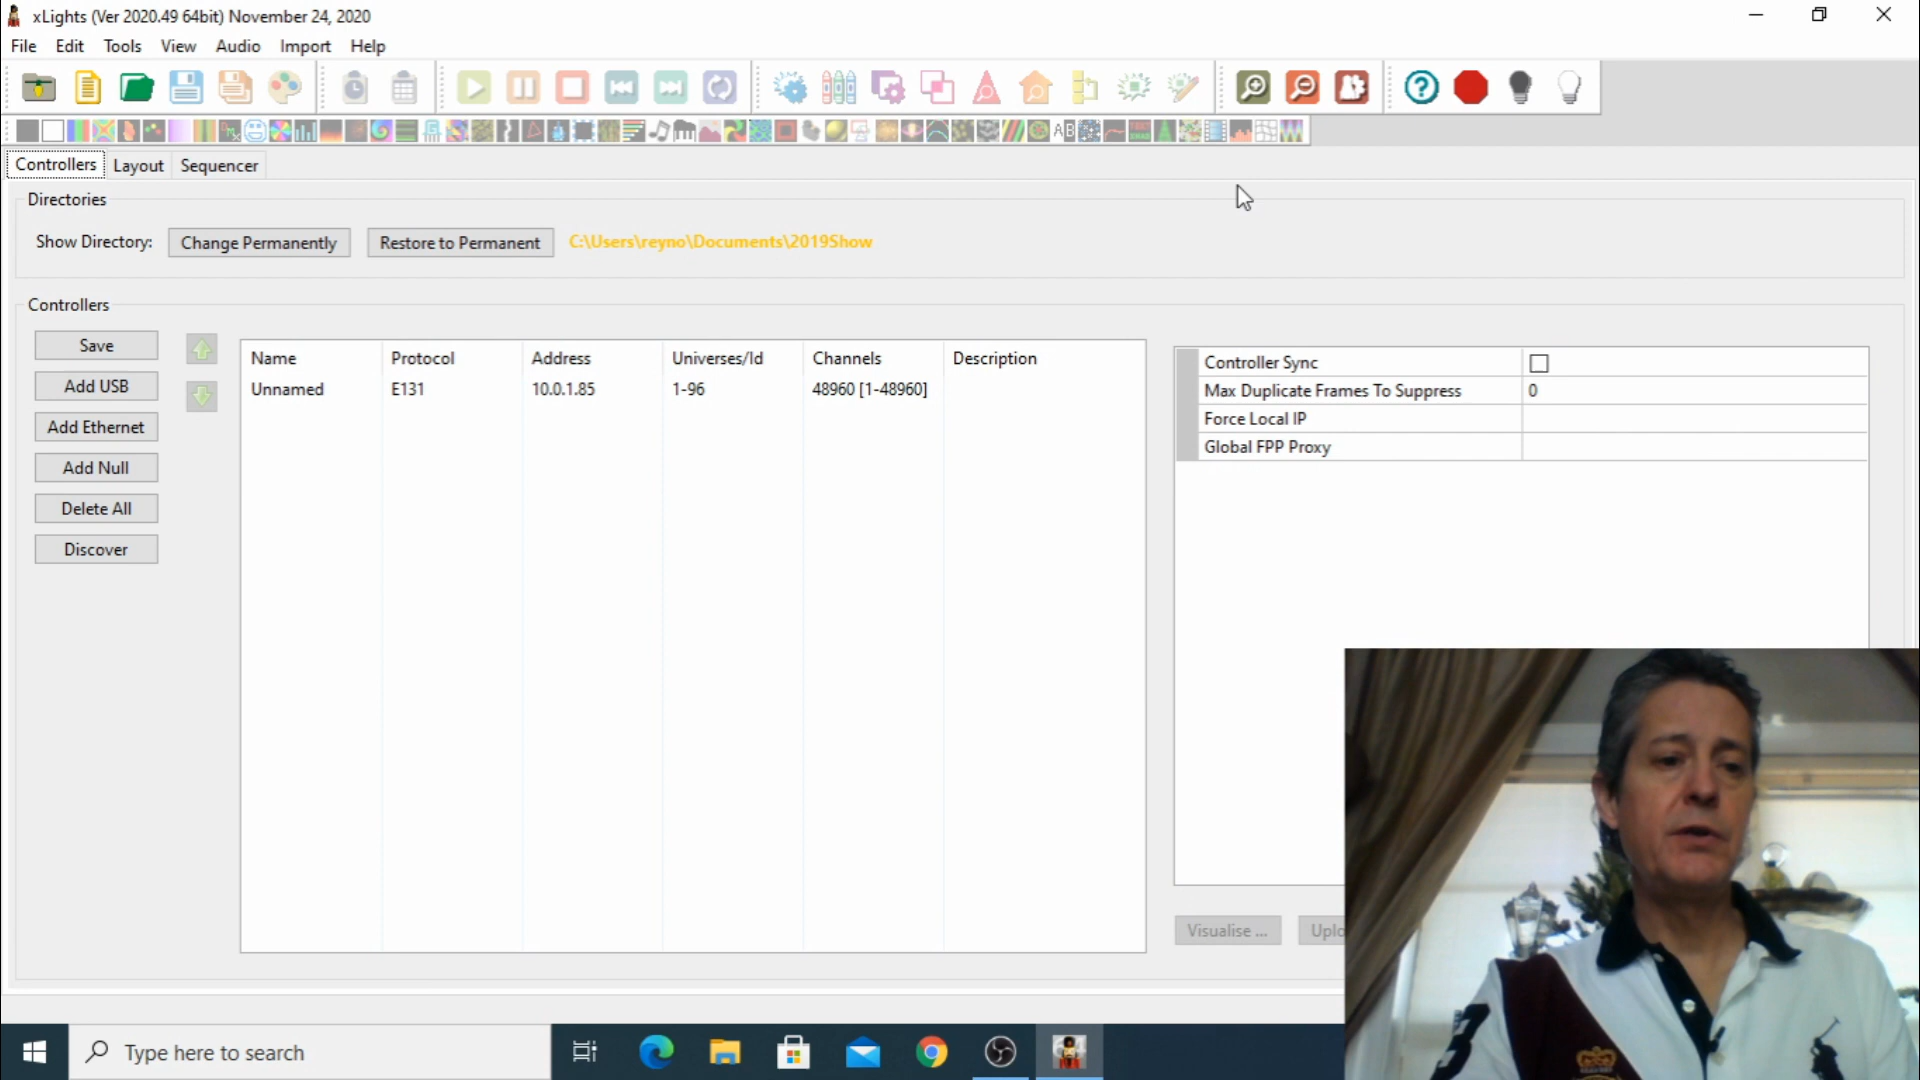 xLights (Ver 2020.49 64bit) November 24, 2020
File Edit Tools View Audio Import Help
AB
Controllers Layout Sequencer
Directories
Show Directory: Change Permanently Restore to Permanent C:\Users\reyno\Documents\2019Show
Controllers
Save
Add USB
Add Ethernet
Add Null
Delete All
Discover
Name Protocol Address Universes/Id Channels Description
Unnamed E131 10.0.1.85 1-96 48960 [1-48960]
Controller Sync
Max Duplicate Frames To Suppress 0
Force Local IP
Global FPP Proxy
Visualise ... Uplo
Type here to search
3